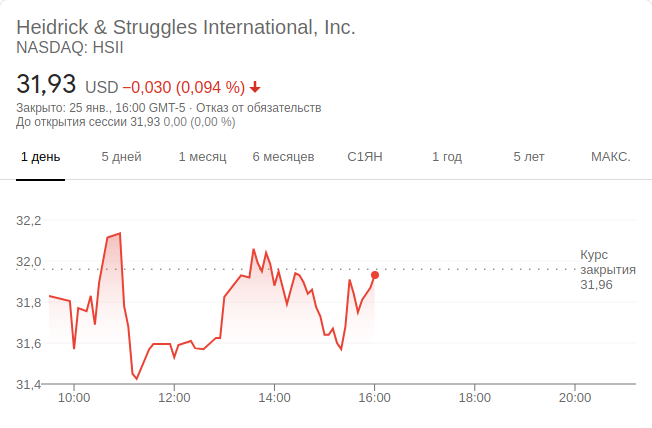 Heidrick & Struggles International, Inc.
NASDAQ: HSII
31,93 USD −0,030 (0,094 %)
Закрыто: 25 янв., 16:00 GMT-5 · Отказ от обязательств
До открытия сессии 31,93 0,00 (0,00 %)
1 день 5 дней 1 месяц 6 месяцев С1ЯН 1 год 5 лет МАКС.
32,2
32,0
31,8
31,6
31,4
Курс
закрытия
31,96
10:00 12:00 14:00 16:00 18:00 20:00